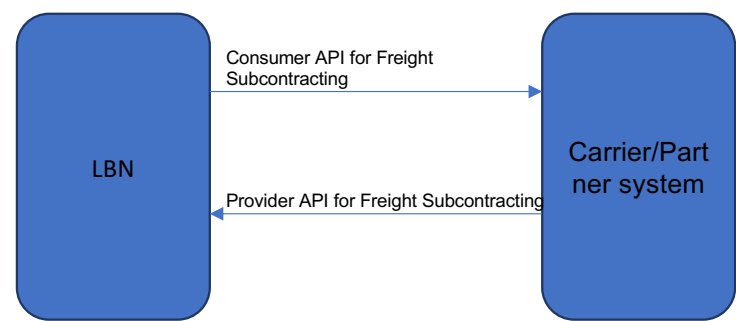 Consumer API for Freight
Subcontracting
LBN
Carrier/Part
ner system
Provider API for Freight Subcontracting